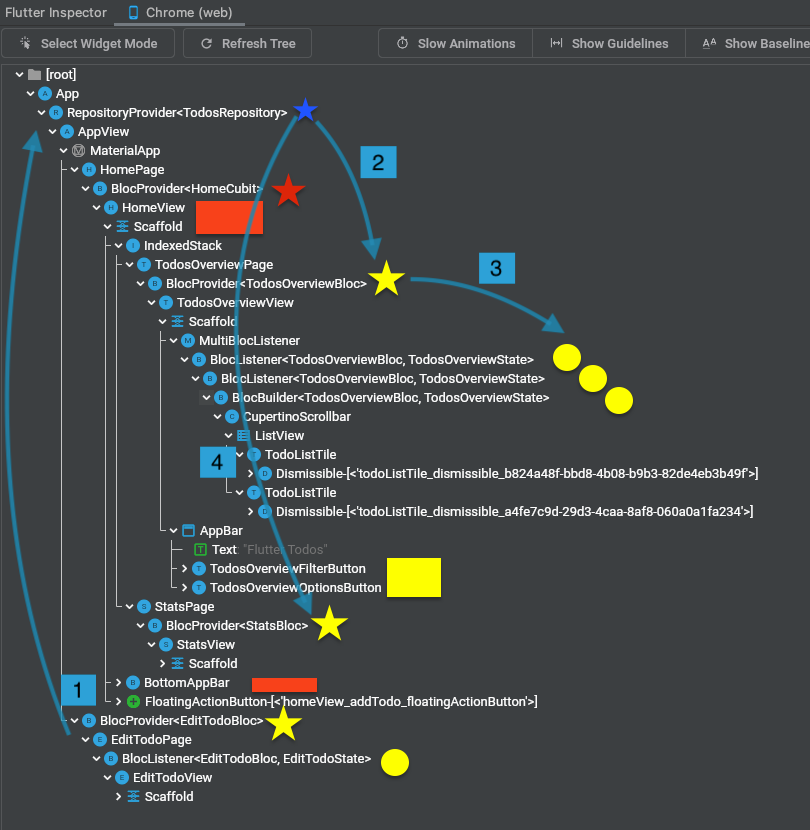 Flutter Inspector Chrome (web)
Select Widget Mode Refresh Tree Slow Animations Show Guidelines AA Show Baseline
[root]
A App
R RepositoryProvider<TodosRepository>
A AppView
M MaterialApp
2
H HomePage
B BlocProvider<HomeCubit>
H HomeView
Scaffold
I IndexedStack
T TodosOverviewPage
3
B BlocProvider<TodosOverviewBloc>
T TodosOverviewView
Scaffold
M MultiBlocListener
B BlocListener<TodosOverviewBloc, TodosOverviewState>
B BlocListener<TodosOverviewBloc, TodosOverviewState>
B BlocBuilder<TodosOverviewBloc, TodosOverviewState>
C CupertinoScrollbar
ListView
T TodoListTile
4
D Dismissible-[<'todoListTile_dismissible_b824a48f-bbd8-4b08-b9b3-82de4eb3b49f'>]
T TodoListTile
D Dismissible-[<'todoListTile_dismissible_a4fe7c9d-29d3-4caa-8af8-060a0a1fa234'>]
AppBar
T Text: "Flutter Todos"
T TodosOverviewFilterButton
T TodosOverviewOptionsButton
S StatsPage
B BlocProvider<StatsBloc>
S StatsView
Scaffold
1
B BottomAppBar
FloatingActionButton-[<'homeView_addTodo_floatingActionButton'>]
B BlocProvider<EditTodoBloc>
E EditTodoPage
B BlocListener<EditTodoBloc, EditTodoState>
E EditTodoView
Scaffold